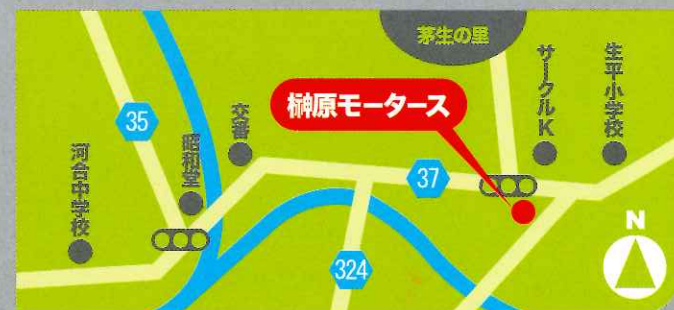 茅生の里
サークルK
生平小学校
榊原モータース
交番
35
昭和堂
河合中学校
37
324
N